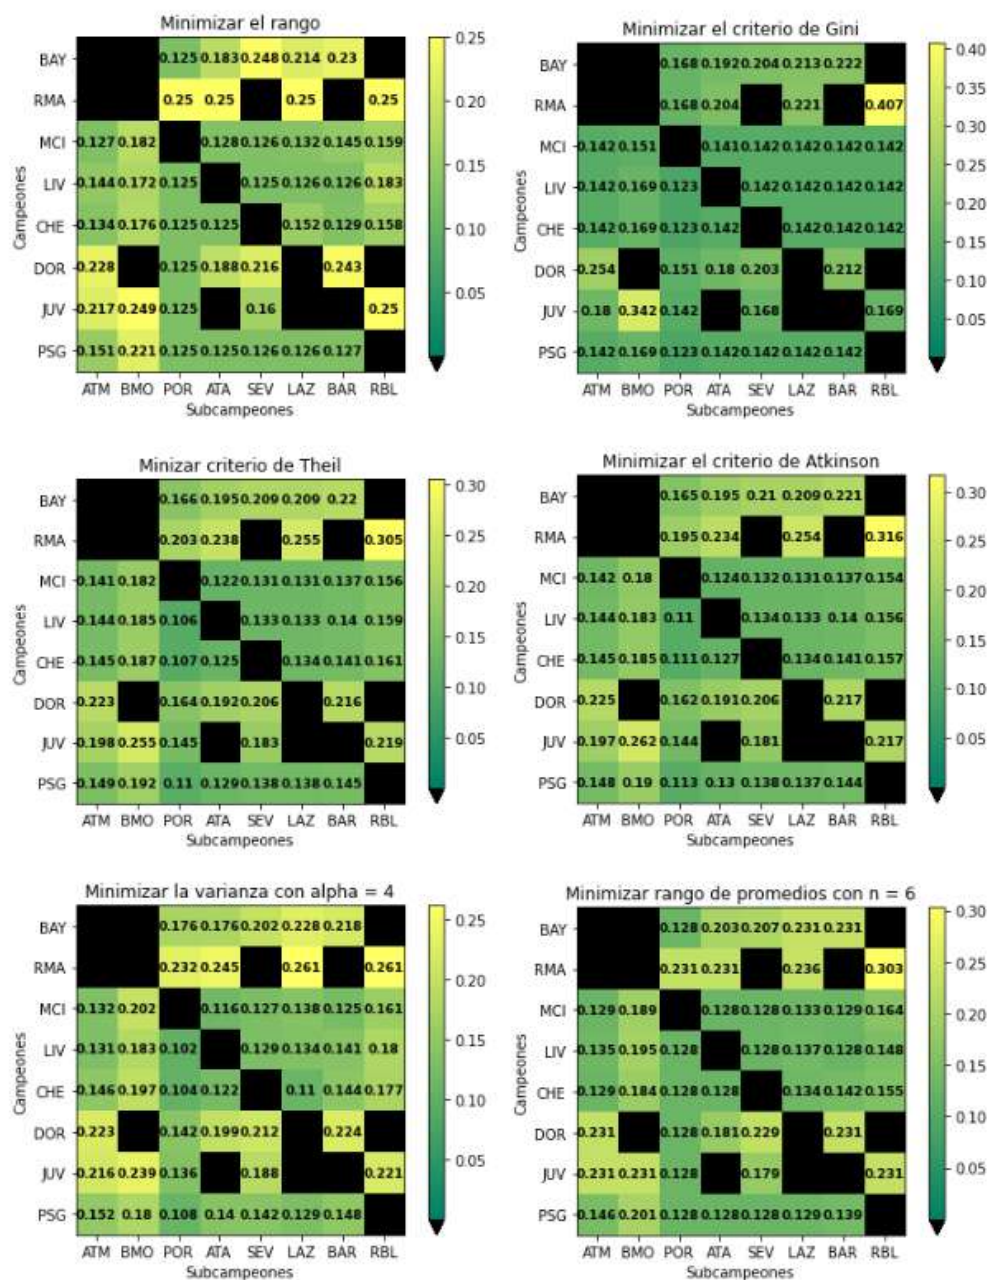 Minimizar el rango
Campeones
BAY 0.125 0.183 0.248 0.214 0.23
RMA 0.25 0.25 0.25 0.25
MCI 0.127 0.182 0.128 0.126 0.132 0.145 0.159
LIV 0.144 0.172 0.125 0.125 0.126 0.126 0.183
CHE 0.134 0.176 0.125 0.125 0.152 0.129 0.158
DOR 0.228 0.125 0.188 0.216 0.243
JUV 0.217 0.249 0.125 0.16 0.25
PSG 0.151 0.221 0.125 0.125 0.126 0.126 0.127
ATM BMO POR ATA SEV LAZ BAR RBL
Subcampeones
0.25
0.20
0.15
0.10
0.05
Minimizar el criterio de Gini
Campeones
BAY 0.168 0.192 0.204 0.213 0.222
RMA 0.168 0.204 0.221 0.407
MCI 0.142 0.151 0.141 0.142 0.142 0.142 0.142
LIV 0.142 0.169 0.123 0.142 0.142 0.142 0.142
CHE 0.142 0.169 0.123 0.142 0.142 0.142 0.142
DOR 0.254 0.151 0.18 0.203 0.212
JUV 0.18 0.342 0.142 0.168 0.169
PSG 0.142 0.169 0.123 0.142 0.142 0.142 0.142
ATM BMO POR ATA SEV LAZ BAR RBL
Subcampeones
0.40
0.35
0.30
0.25
0.20
0.15
0.10
0.05
Minizar criterio de Theil
Campeones
BAY 0.166 0.195 0.209 0.209 0.22
RMA 0.203 0.238 0.255 0.305
MCI 0.141 0.182 0.122 0.131 0.131 0.137 0.156
LIV 0.144 0.185 0.106 0.133 0.133 0.14 0.159
CHE 0.145 0.187 0.107 0.125 0.134 0.141 0.161
DOR 0.223 0.164 0.192 0.206 0.216
JUV 0.198 0.255 0.145 0.183 0.219
PSG 0.149 0.192 0.11 0.129 0.138 0.138 0.145
ATM BMO POR ATA SEV LAZ BAR RBL
Subcampeones
0.30
0.25
0.20
0.15
0.10
0.05
Minimizar el criterio de Atkinson
Campeones
BAY 0.165 0.195 0.21 0.209 0.221
RMA 0.195 0.234 0.254 0.316
MCI 0.142 0.18 0.124 0.132 0.131 0.137 0.154
LIV 0.144 0.183 0.11 0.134 0.133 0.14 0.156
CHE 0.145 0.185 0.111 0.127 0.134 0.141 0.157
DOR 0.225 0.162 0.191 0.206 0.217
JUV 0.197 0.262 0.144 0.181 0.217
PSG 0.148 0.19 0.113 0.13 0.138 0.137 0.144
ATM BMO POR ATA SEV LAZ BAR RBL
Subcampeones
0.30
0.25
0.20
0.15
0.10
0.05
Minimizar la varianza con alpha = 4
Campeones
BAY 0.176 0.176 0.202 0.228 0.218
RMA 0.232 0.245 0.261 0.261
MCI 0.132 0.202 0.116 0.127 0.138 0.125 0.161
LIV 0.131 0.183 0.102 0.129 0.134 0.141 0.18
CHE 0.146 0.197 0.104 0.122 0.11 0.144 0.177
DOR 0.223 0.142 0.199 0.212 0.224
JUV 0.216 0.239 0.136 0.188 0.221
PSG 0.152 0.18 0.108 0.14 0.142 0.129 0.148
ATM BMO POR ATA SEV LAZ BAR RBL
Subcampeones
0.25
0.20
0.15
0.10
0.05
Minimizar rango de promedios con n = 6
Campeones
BAY 0.128 0.203 0.207 0.231 0.231
RMA 0.231 0.231 0.236 0.303
MCI 0.129 0.189 0.128 0.128 0.133 0.129 0.164
LIV 0.135 0.195 0.128 0.128 0.137 0.128 0.148
CHE 0.129 0.184 0.128 0.128 0.134 0.142 0.155
DOR 0.231 0.128 0.181 0.229 0.231
JUV 0.231 0.231 0.128 0.179 0.231
PSG 0.146 0.201 0.128 0.128 0.128 0.129 0.139
ATM BMO POR ATA SEV LAZ BAR RBL
Subcampeones
0.30
0.25
0.20
0.15
0.10
0.05